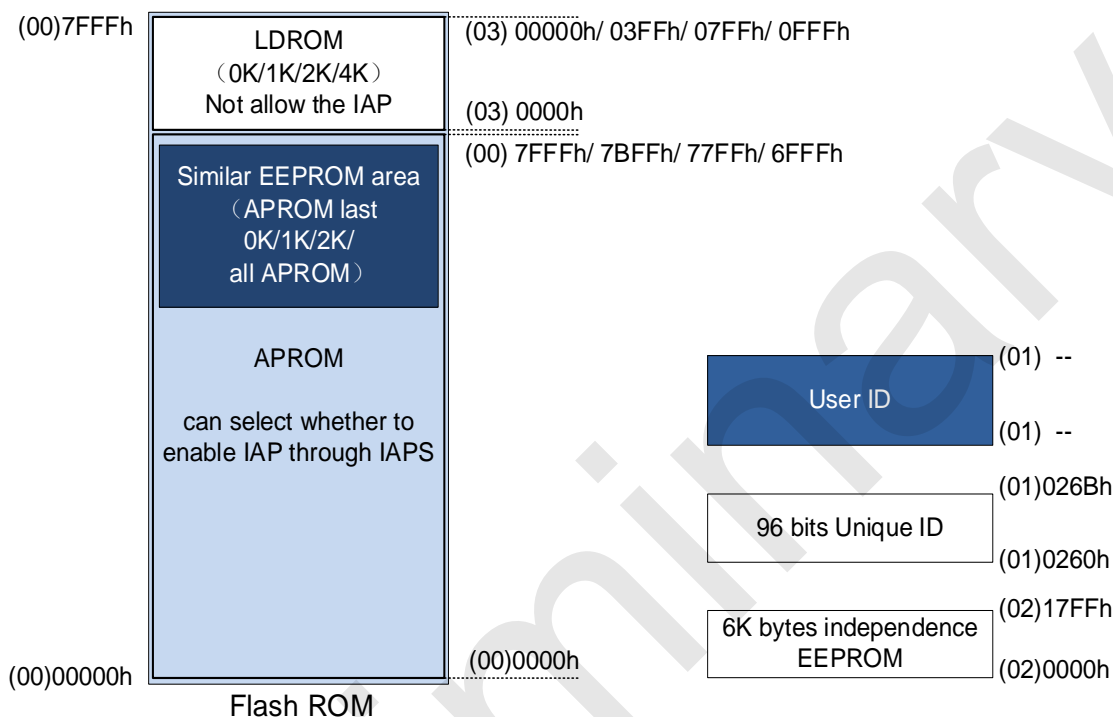 (00)7FFFh
LDROM
（0K/1K/2K/4K）
Not allow the IAP
(03) 00000h/ 03FFh/ 07FFh/ 0FFFh
(03) 0000h
(00) 7FFFh/ 7BFFh/ 77FFh/ 6FFFh
Similar EEPROM area
（APROM last
0K/1K/2K/
all APROM）
APROM
can select whether to
enable IAP through IAPS
(00)0000h
(00)00000h
Flash ROM
(01) --
User ID
(01) --
(01)026Bh
96 bits Unique ID
(01)0260h
(02)17FFh
6K bytes independence
EEPROM
(02)0000h